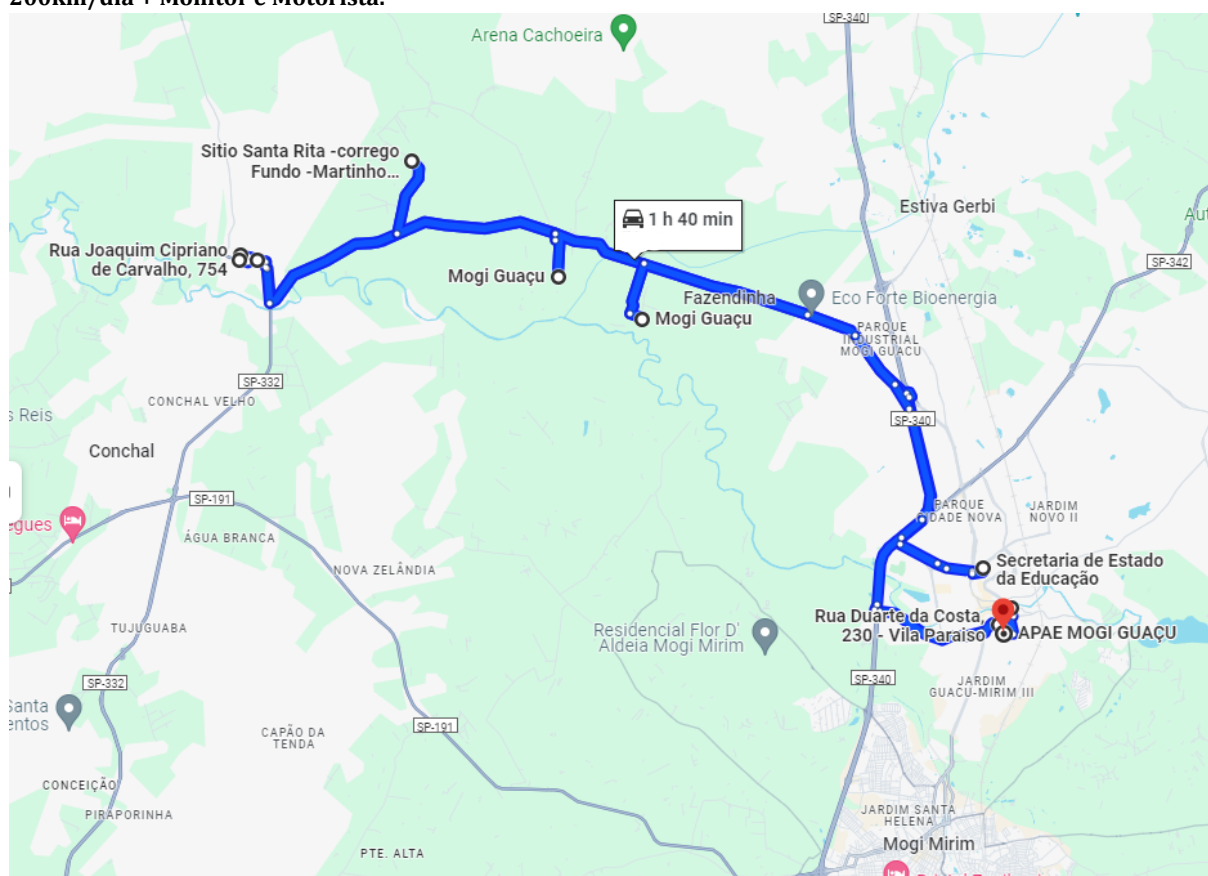 200km/dia + Monitor e Motorista.
SP-340
SP-340
Arena Cachoeira
Sitio Santa Rita -corrego
Fundo -Martinho...
1 h 40 min
Estiva Gerbi
Aut
Rua Joaquim Cipriano
de Carvalho, 754
SP-342
Mogi Guaçu
Fazendinha
Eco Forte Bioenergia
Mogi Guaçu
PARQUE
INDUSTRIAL
MOGI GUACU
SP-332
CONCHAL VELHO
s Reis
SP-340
Conchal
SP-191
PARQUE
CIDADE NOVA
JARDIM
NOVO II
egues
ÁGUA BRANCA
NOVA ZELÂNDIA
Secretaria de Estado
da Educação
TUJUGUABA
Rua Duarte da Costa,
230 - Vila Paraiso
APAE MOGI GUAÇU
Residencial Flor D'
Aldeia Mogi Mirim
SP-332
SP-340
JARDIM
GUACU-MIRIM III
Santa
entos
SP-191
CAPÃO DA
TENDA
CONCEIÇÃO
PIRAPORINHA
JARDIM SANTA
HELENA
Mogi Mirim
PTE. ALTA